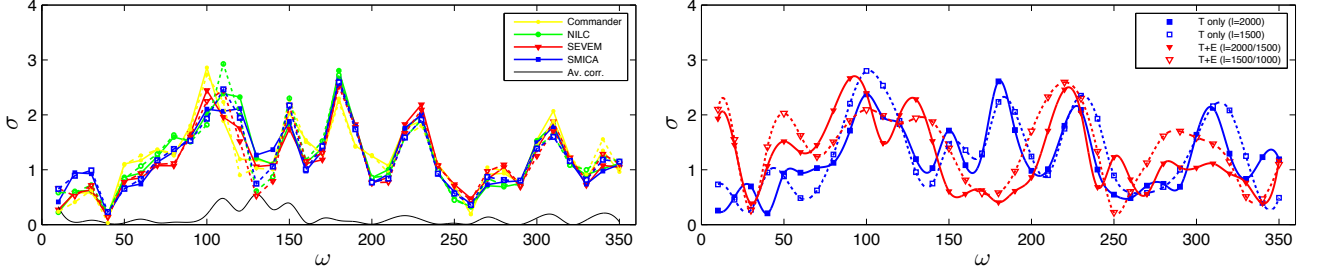 4
3
2
1
0
σ
0 50 100 150 200 250 300 350
ω
Commander
NILC
SEVEM
SMICA
Av. corr.
4
3
2
1
0
σ
0 50 100 150 200 250 300 350
ω
T only (l=2000)
T only (l=1500)
T+E (l=2000/1500)
T+E (l=1500/1000)